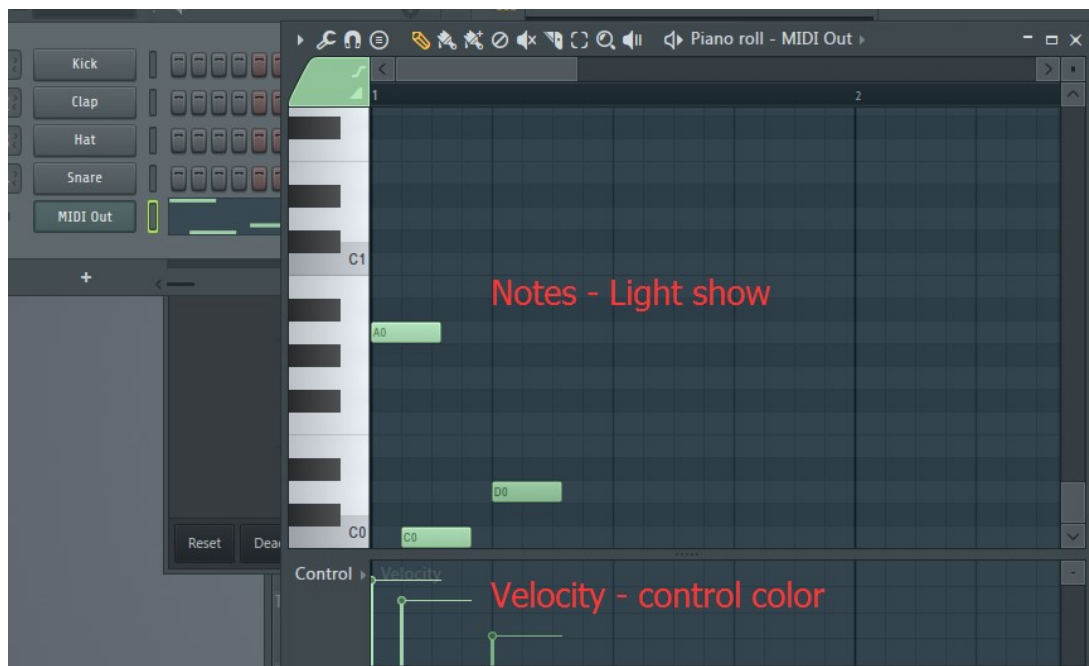 Piano roll - MIDI Out
Kick
Clap
Hat
Snare
MIDI Out
+
1
2
C1
Notes - Light show
A0
D0
C0
C0
Reset
Control
Velocity
Velocity - control color